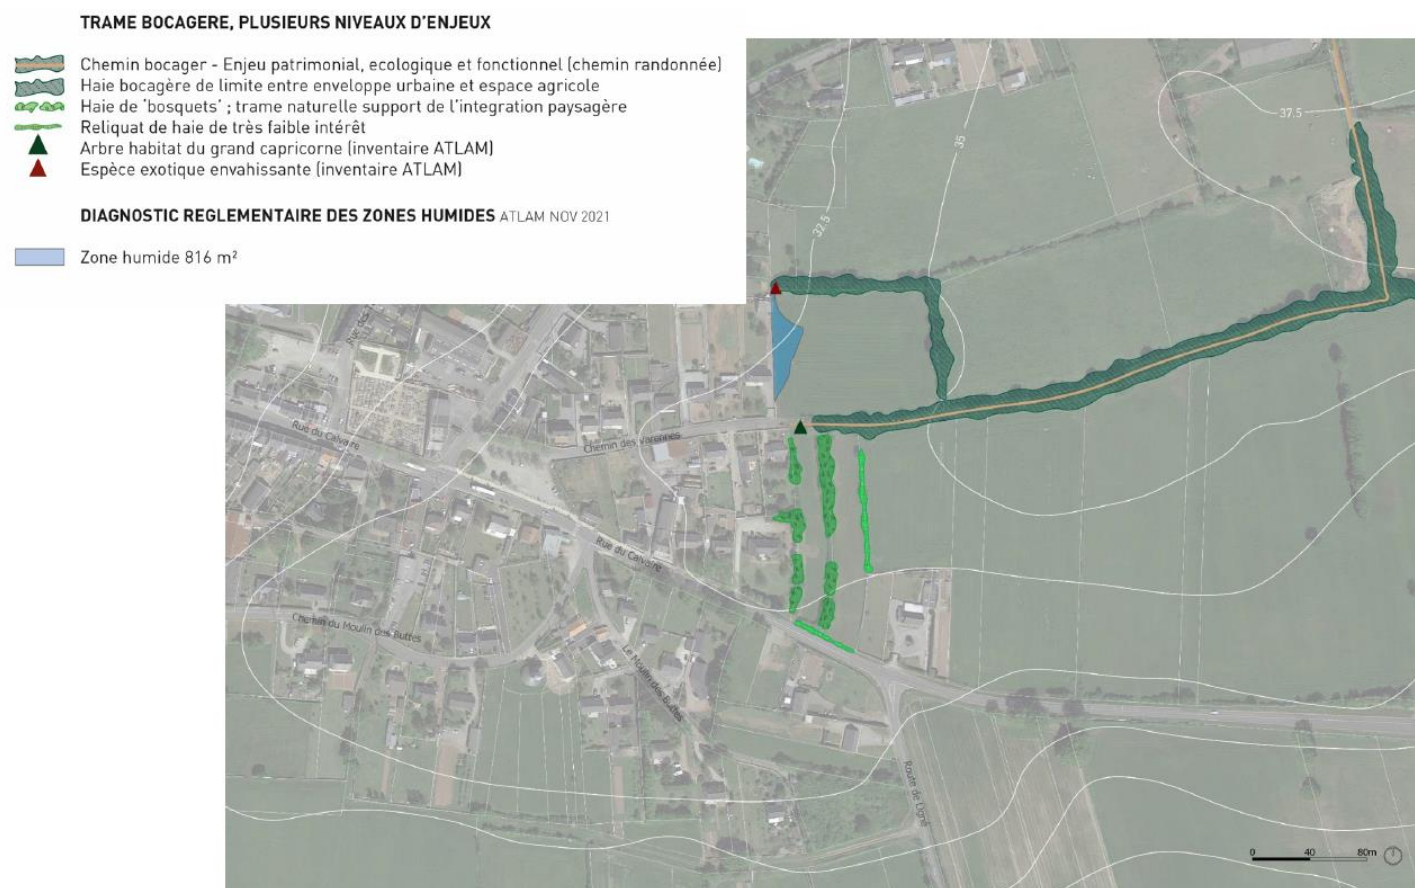 TRAME BOCAGERE, PLUSIEURS NIVEAUX D'ENJEUX
Chemin bocager - Enjeu patrimonial, ecologique et fonctionnel (chemin randonnée)
Haie bocagère de limite entre enveloppe urbaine et espace agricole
Haie de 'bosquets' ; trame naturelle support de l'integration paysagère
Reliquat de haie de très faible intérêt
Arbre habitat du grand capricorne (inventaire ATLAM)
Espèce exotique envahissante (inventaire ATLAM)
DIAGNOSTIC REGLEMENTAIRE DES ZONES HUMIDES ATLAM NOV 2021
Zone humide 816 m²
37.5
35
32.5
Rue des
Rue du Calvaire
Chemin des Varennes
Rue du Calvaire
Chemin du Moulin des Buttes
Le Moulin des Buttes
Route de Ligné
0 40 80m